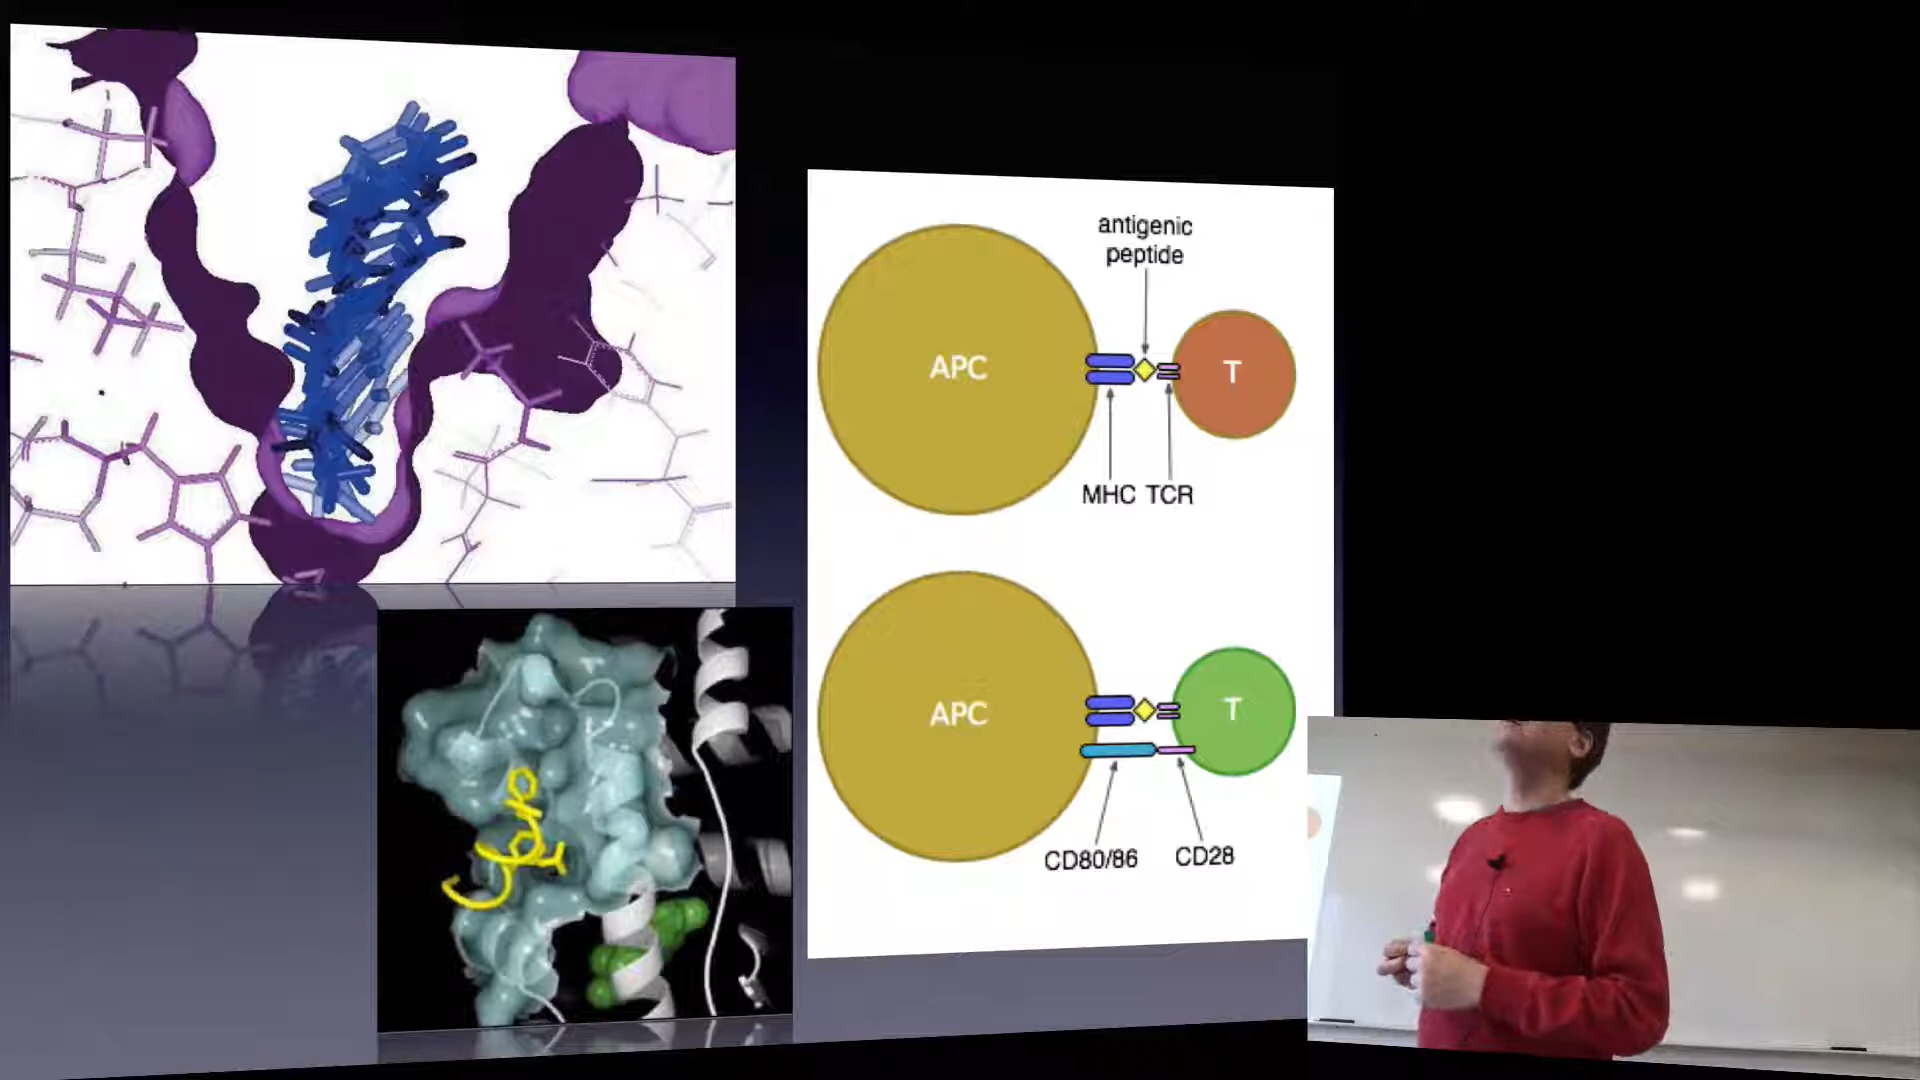 antigenic
peptide
APC
T
MHC TCR
APC
T
CD80/86 CD28